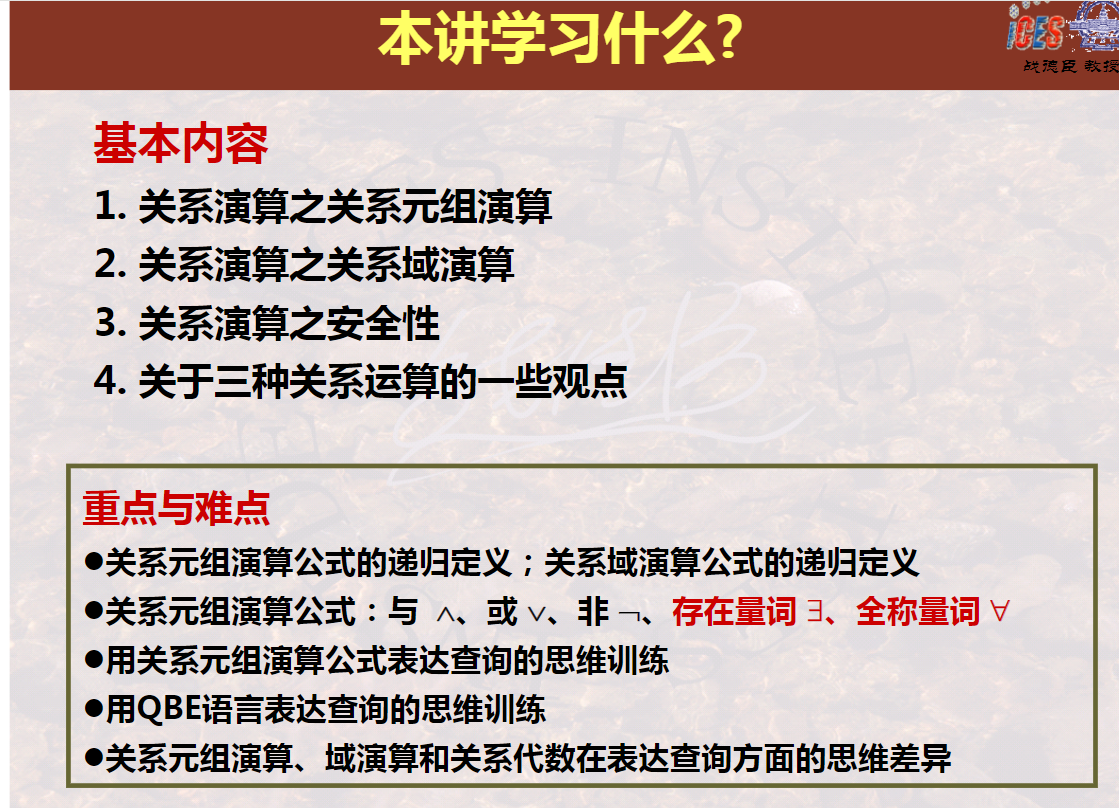 本讲学习什么?
iCES
战德臣 教授
基本内容
1. 关系演算之关系元组演算
2. 关系演算之关系域演算
3. 关系演算之安全性
4. 关于三种关系运算的一些观点
重点与难点
●关系元组演算公式的递归定义；关系域演算公式的递归定义
●关系元组演算公式：与 ∧、或 ∨、非 ¬、存在量词 ∃、全称量词 ∀
●用关系元组演算公式表达查询的思维训练
●用QBE语言表达查询的思维训练
●关系元组演算、域演算和关系代数在表达查询方面的思维差异